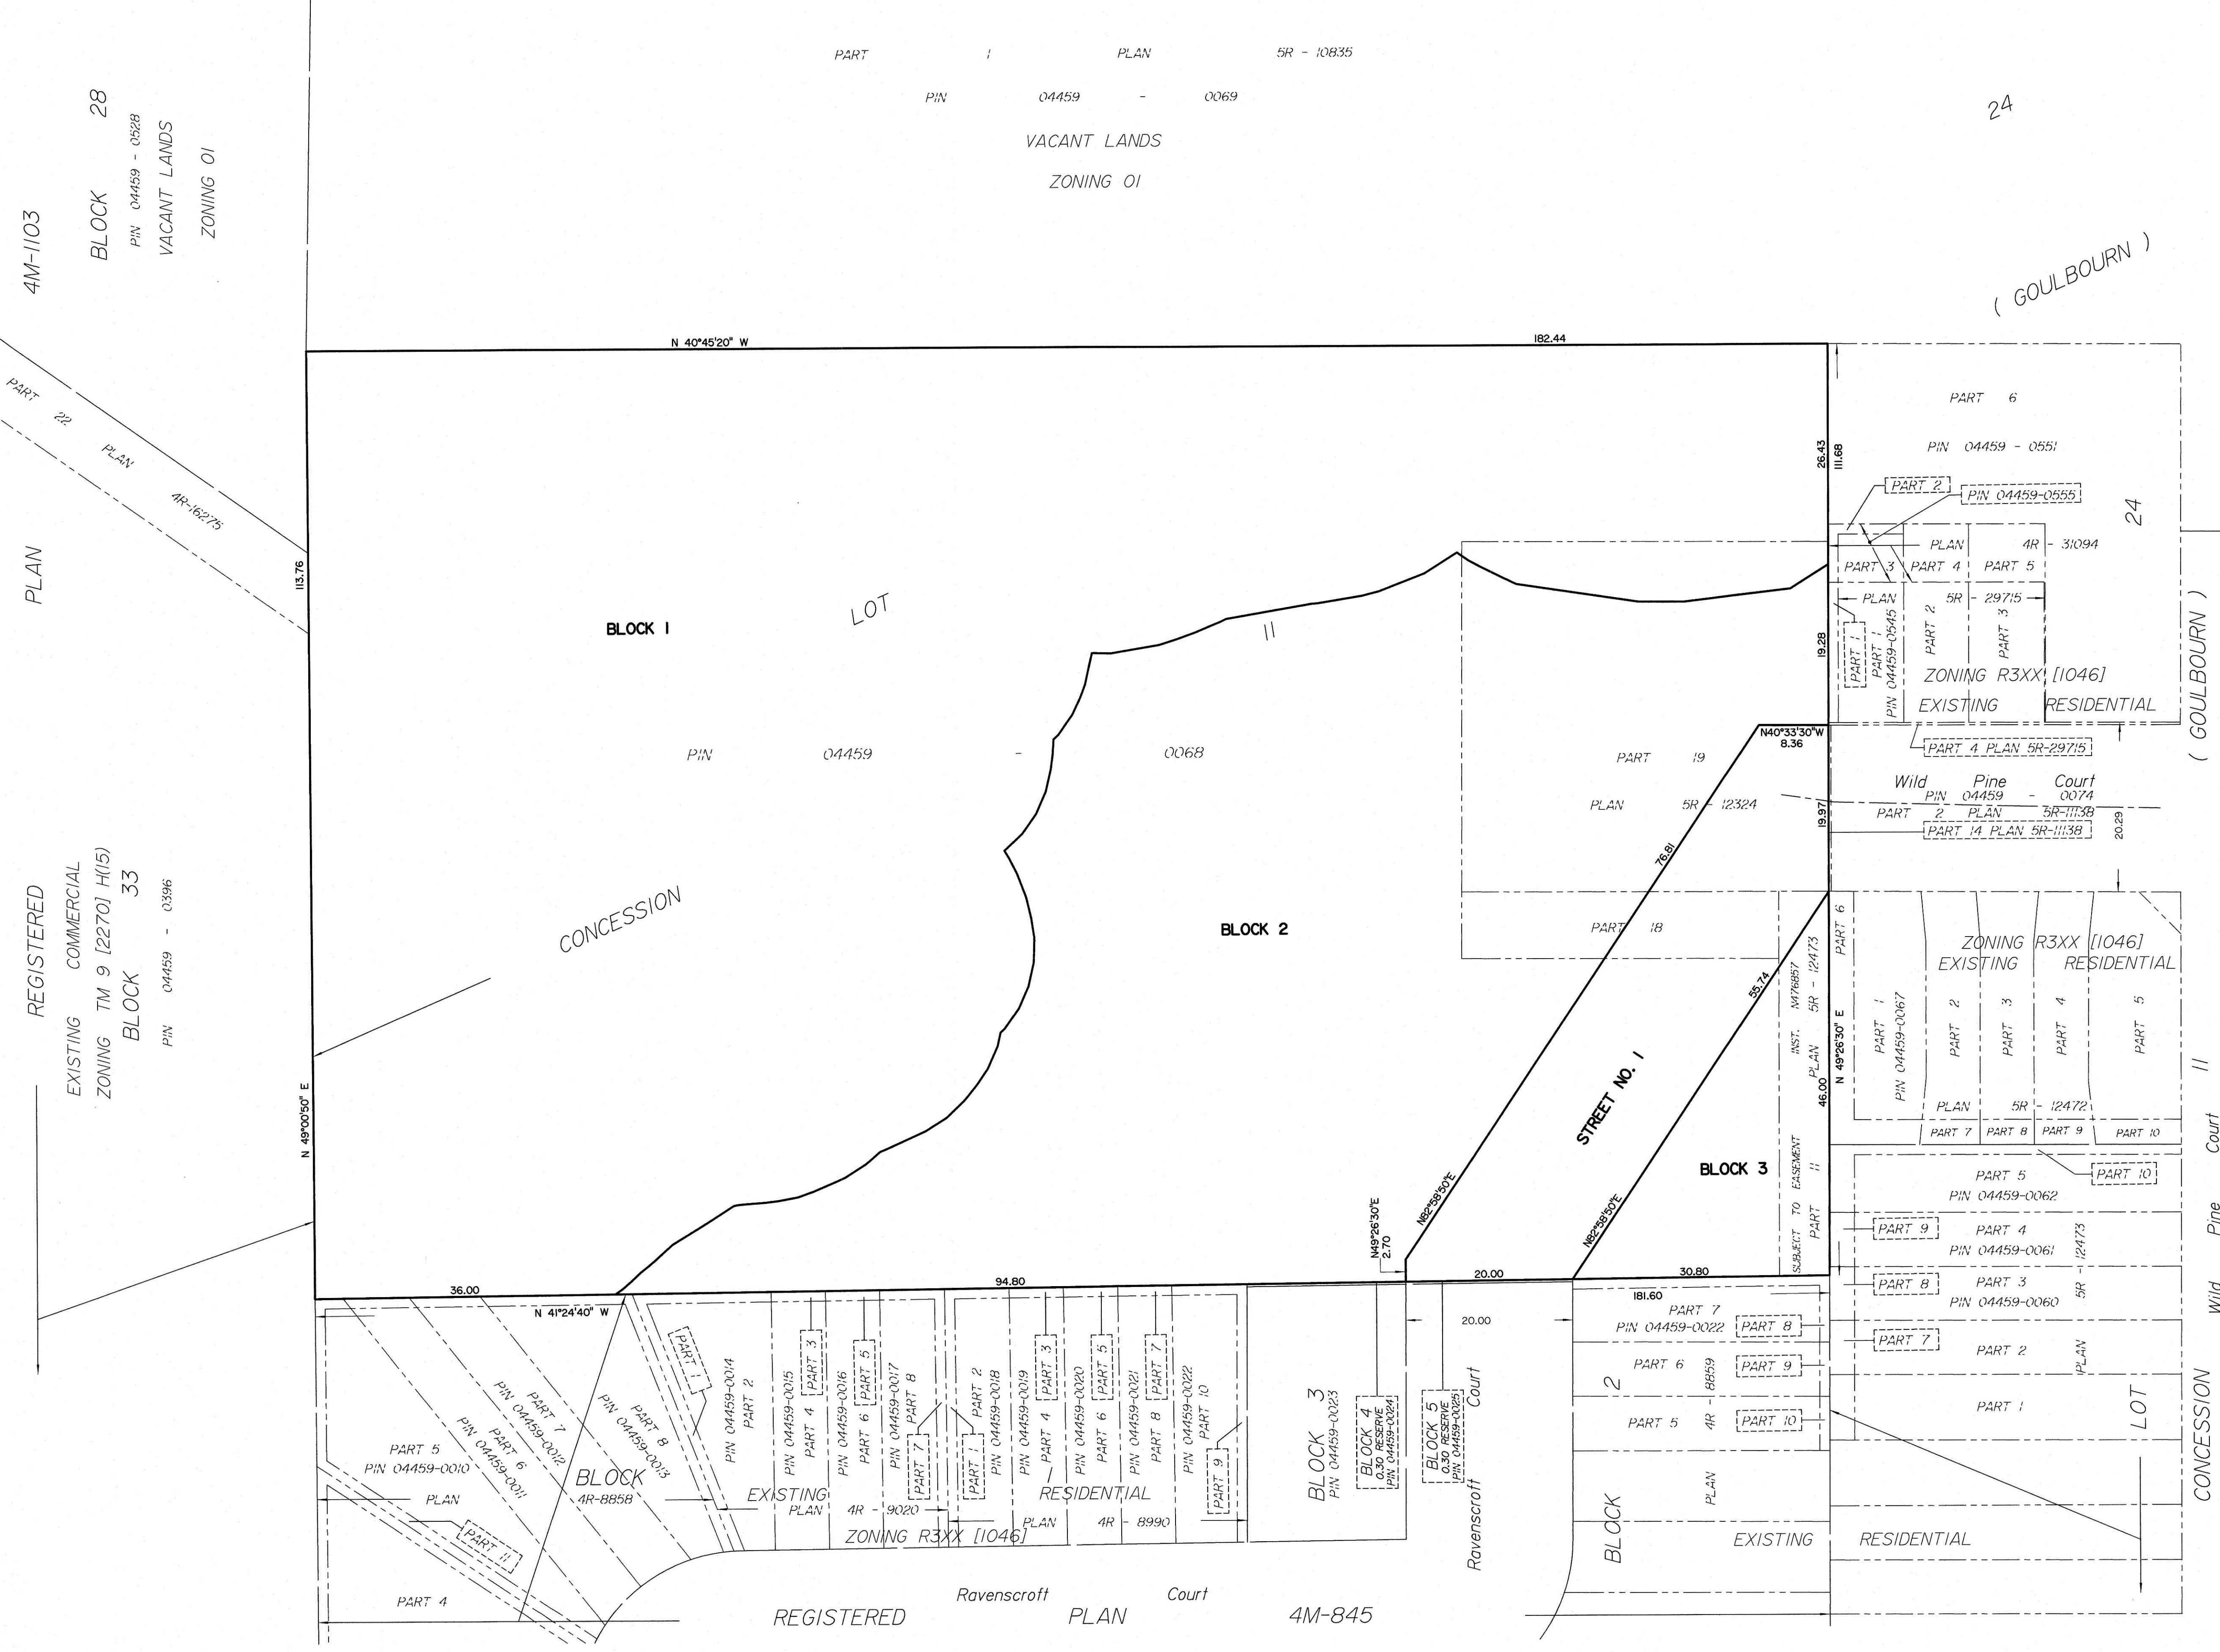 PART 1 PLAN 5R - 10835
PIN 04459 - 0069
VACANT LANDS
ZONING O1
24
( GOULBOURN )
4M-1103
BLOCK 28
PIN 04459 - 0528
VACANT LANDS
ZONING O1
PART 22 PLAN 4R-16275
PLAN
REGISTERED
EXISTING COMMERCIAL
ZONING TM 9 [2270] H(15)
BLOCK 33
PIN 04459 - 0396
N 40°45'20" W
182.44
113.76
N 49°00'50" E
BLOCK 1
LOT
11
PIN 04459 - 0068
CONCESSION
BLOCK 2
26.43
111.68
19.28
N40°33'30"W
8.36
19.97
PART 19
PLAN 5R - 12324
PART 18
76.81
55.74
STREET NO. 1
BLOCK 3
N82°58'50"E
N82°58'50"E
N49°26'30"E
2.70
46.00
N 49°26'30" E
SUBJECT TO EASEMENT INST. N476857
PART 11 PLAN 5R - 12473
PART 6
36.00
94.80
20.00
30.80
N 41°24'40" W
181.60
20.00
PART 6
PIN 04459 - 0551
PART 2
PIN 04459-0555
24
PLAN 4R - 31094
PART 3
PART 4
PART 5
PLAN 5R - 29715
PART 1
PART 1
PIN 04459-0545
PART 2
PART 3
ZONING R3XX [1046]
EXISTING RESIDENTIAL
PART 4 PLAN 5R-29715
Wild Pine Court
PIN 04459 - 0074
PART 2 PLAN 5R-11138
PART 14 PLAN 5R-11138
20.29
( GOULBOURN )
ZONING R3XX [1046]
EXISTING RESIDENTIAL
PART 1
PIN 04459-0067
PART 2
PART 3
PART 4
PART 5
PLAN 5R - 12472
PART 7
PART 8
PART 9
PART 10
PART 5
PART 10
PIN 04459-0062
PART 9
PART 4
PIN 04459-0061
PART 8
PART 3
PIN 04459-0060
PART 7
PART 2
PLAN 5R - 12473
PART 1
LOT
CONCESSION 11
Wild Pine Court
PART 7
PIN 04459-0022
PART 8
PART 6
PART 9
PART 5
PART 10
PLAN 4R - 8859
BLOCK 2
EXISTING RESIDENTIAL
PART 5
PIN 04459-0010
PLAN
4R-8858
PART 11
PART 4
PART 6
PIN 04459-0011
PART 7
PIN 04459-0012
PART 8
PIN 04459-0013
BLOCK
PART 1
PIN 04459-0014
PART 2
PIN 04459-0015
PART 4
PART 3
PIN 04459-0016
PART 6
PART 5
PIN 04459-0017
PART 8
PART 7
PART 1
PART 2
PIN 04459-0018
PIN 04459-0019
PART 4
PART 3
PIN 04459-0020
PART 6
PART 5
PIN 04459-0021
PART 8
PART 7
PIN 04459-0022
PART 10
PART 9
EXISTING RESIDENTIAL
PLAN 4R - 9020
PLAN 4R - 8990
ZONING R3XX [1046]
BLOCK 3
PIN 04459-0023
BLOCK 4
0.30 RESERVE
PIN 04459-0024
BLOCK 5
0.30 RESERVE
PIN 04459-0025
Ravenscroft Court
Ravenscroft Court
REGISTERED PLAN 4M-845